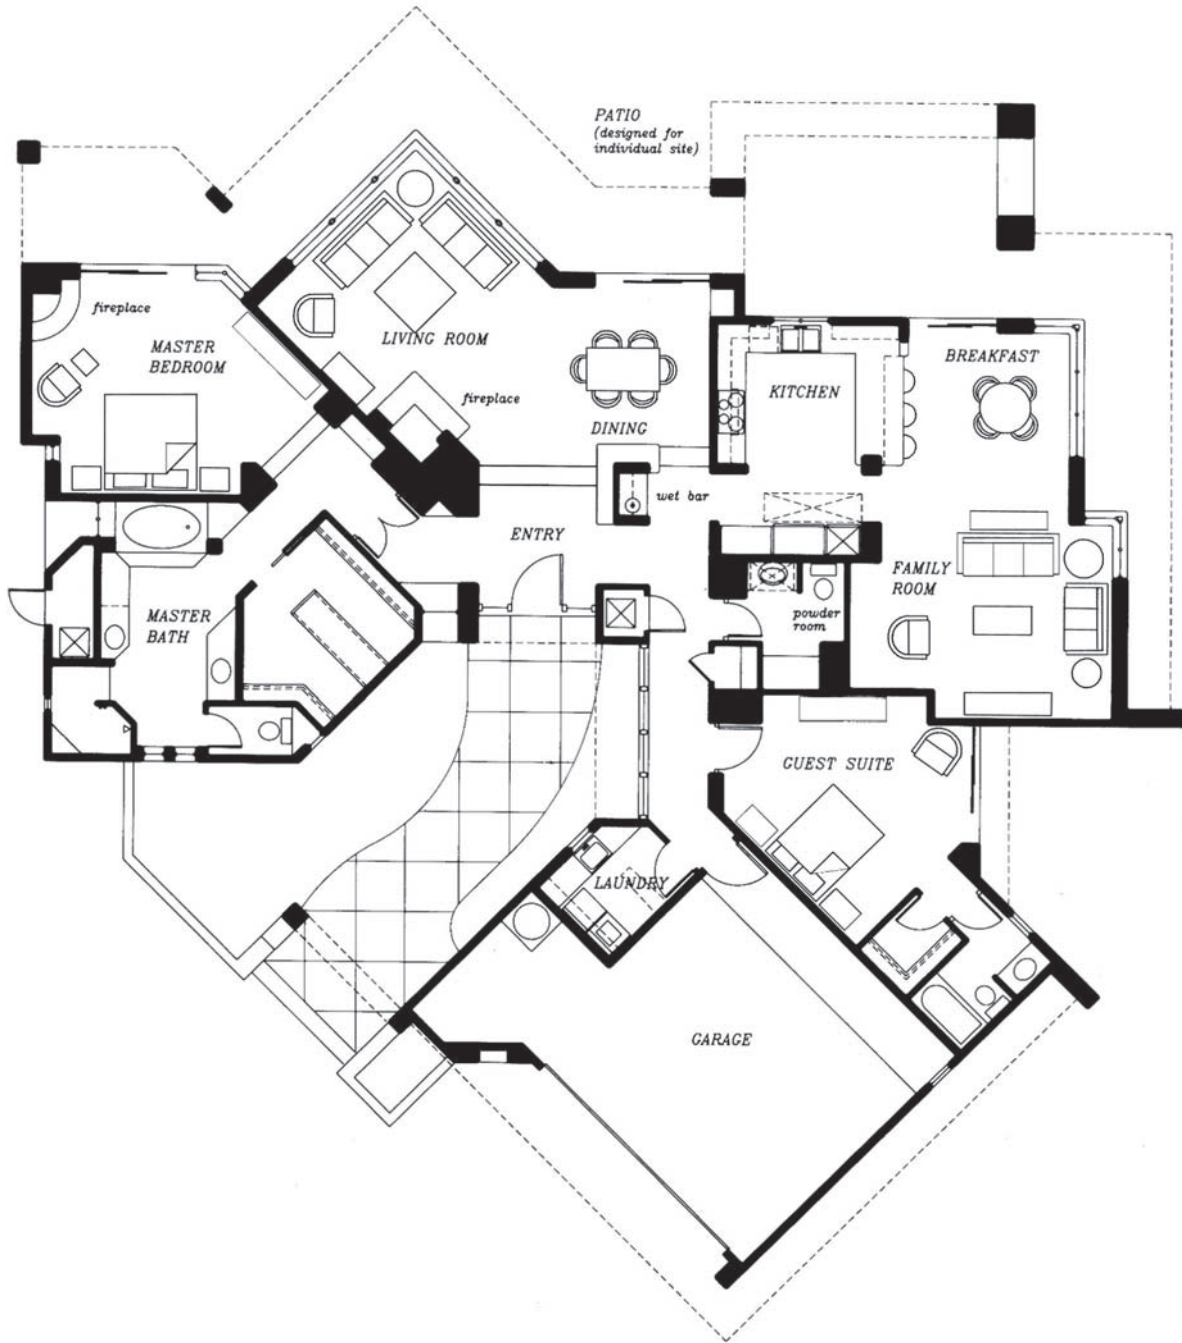 PATIO
(designed for
individual site)
fireplace
MASTER
BEDROOM
LIVING ROOM
fireplace
DINING
KITCHEN
BREAKFAST
wet bar
ENTRY
FAMILY
ROOM
MASTER
BATH
powder
room
GUEST SUITE
LAUNDRY
GARAGE